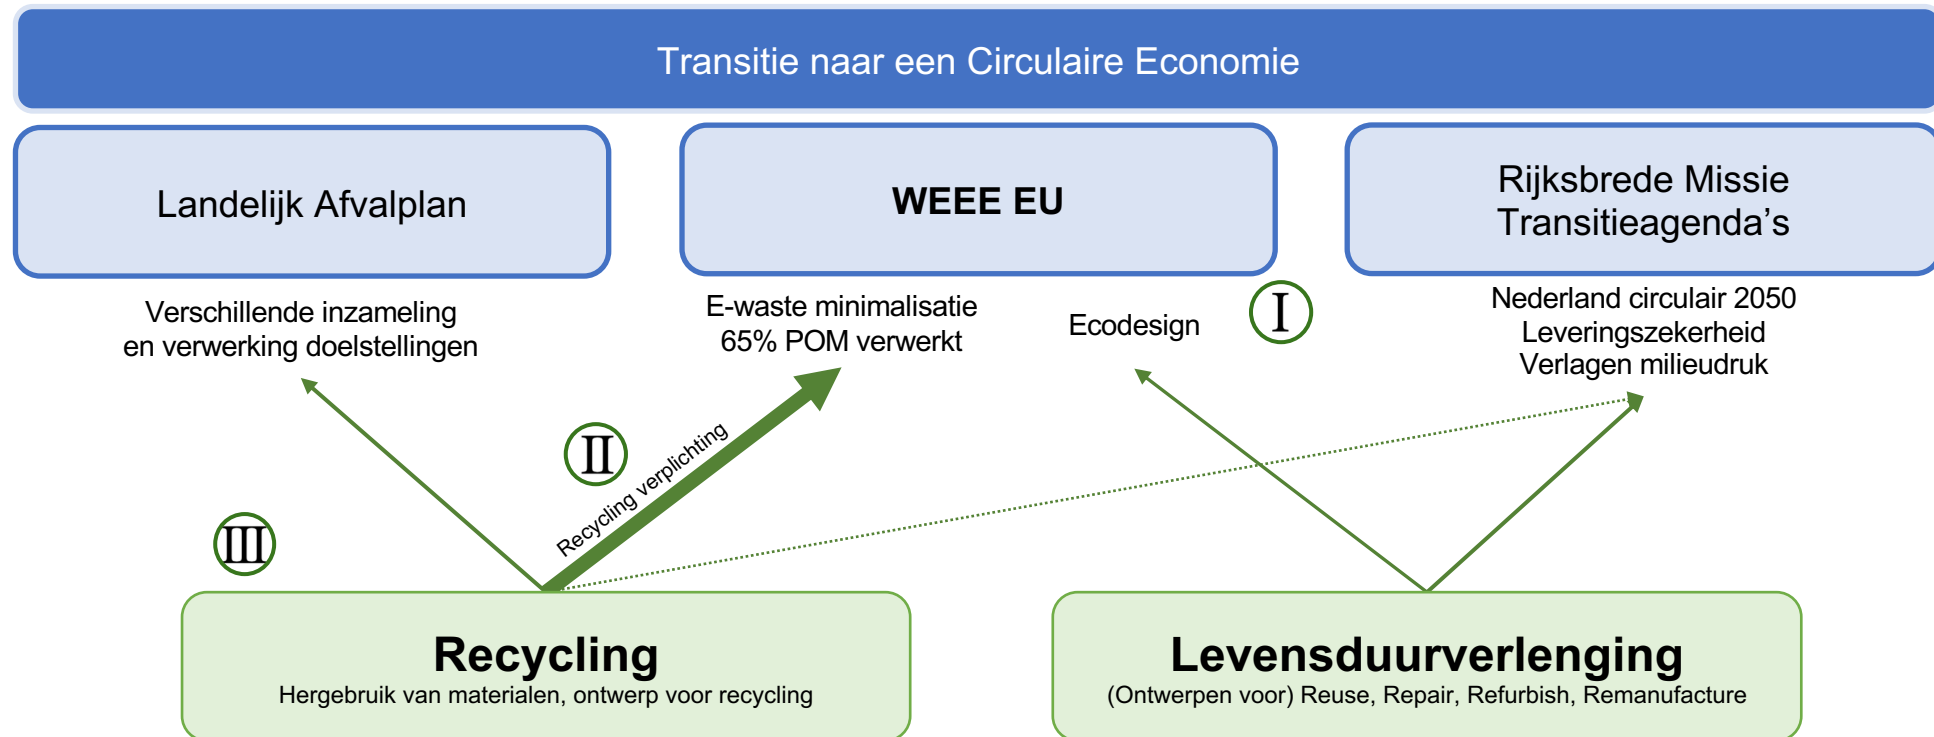 Transitie naar een Circulaire Economie
Landelijk Afvalplan
WEEE EU
Rijksbrede Missie
Transitieagenda’s
Verschillende inzameling
en verwerking doelstellingen
E-waste minimalisatie
65% POM verwerkt
Ecodesign
I
Nederland circulair 2050
Leveringszekerheid
Verlagen milieudruk
II
Recycling verplichting
III
Recycling
Hergebruik van materialen, ontwerp voor recycling
Levensduurverlenging
(Ontwerpen voor) Reuse, Repair, Refurbish, Remanufacture